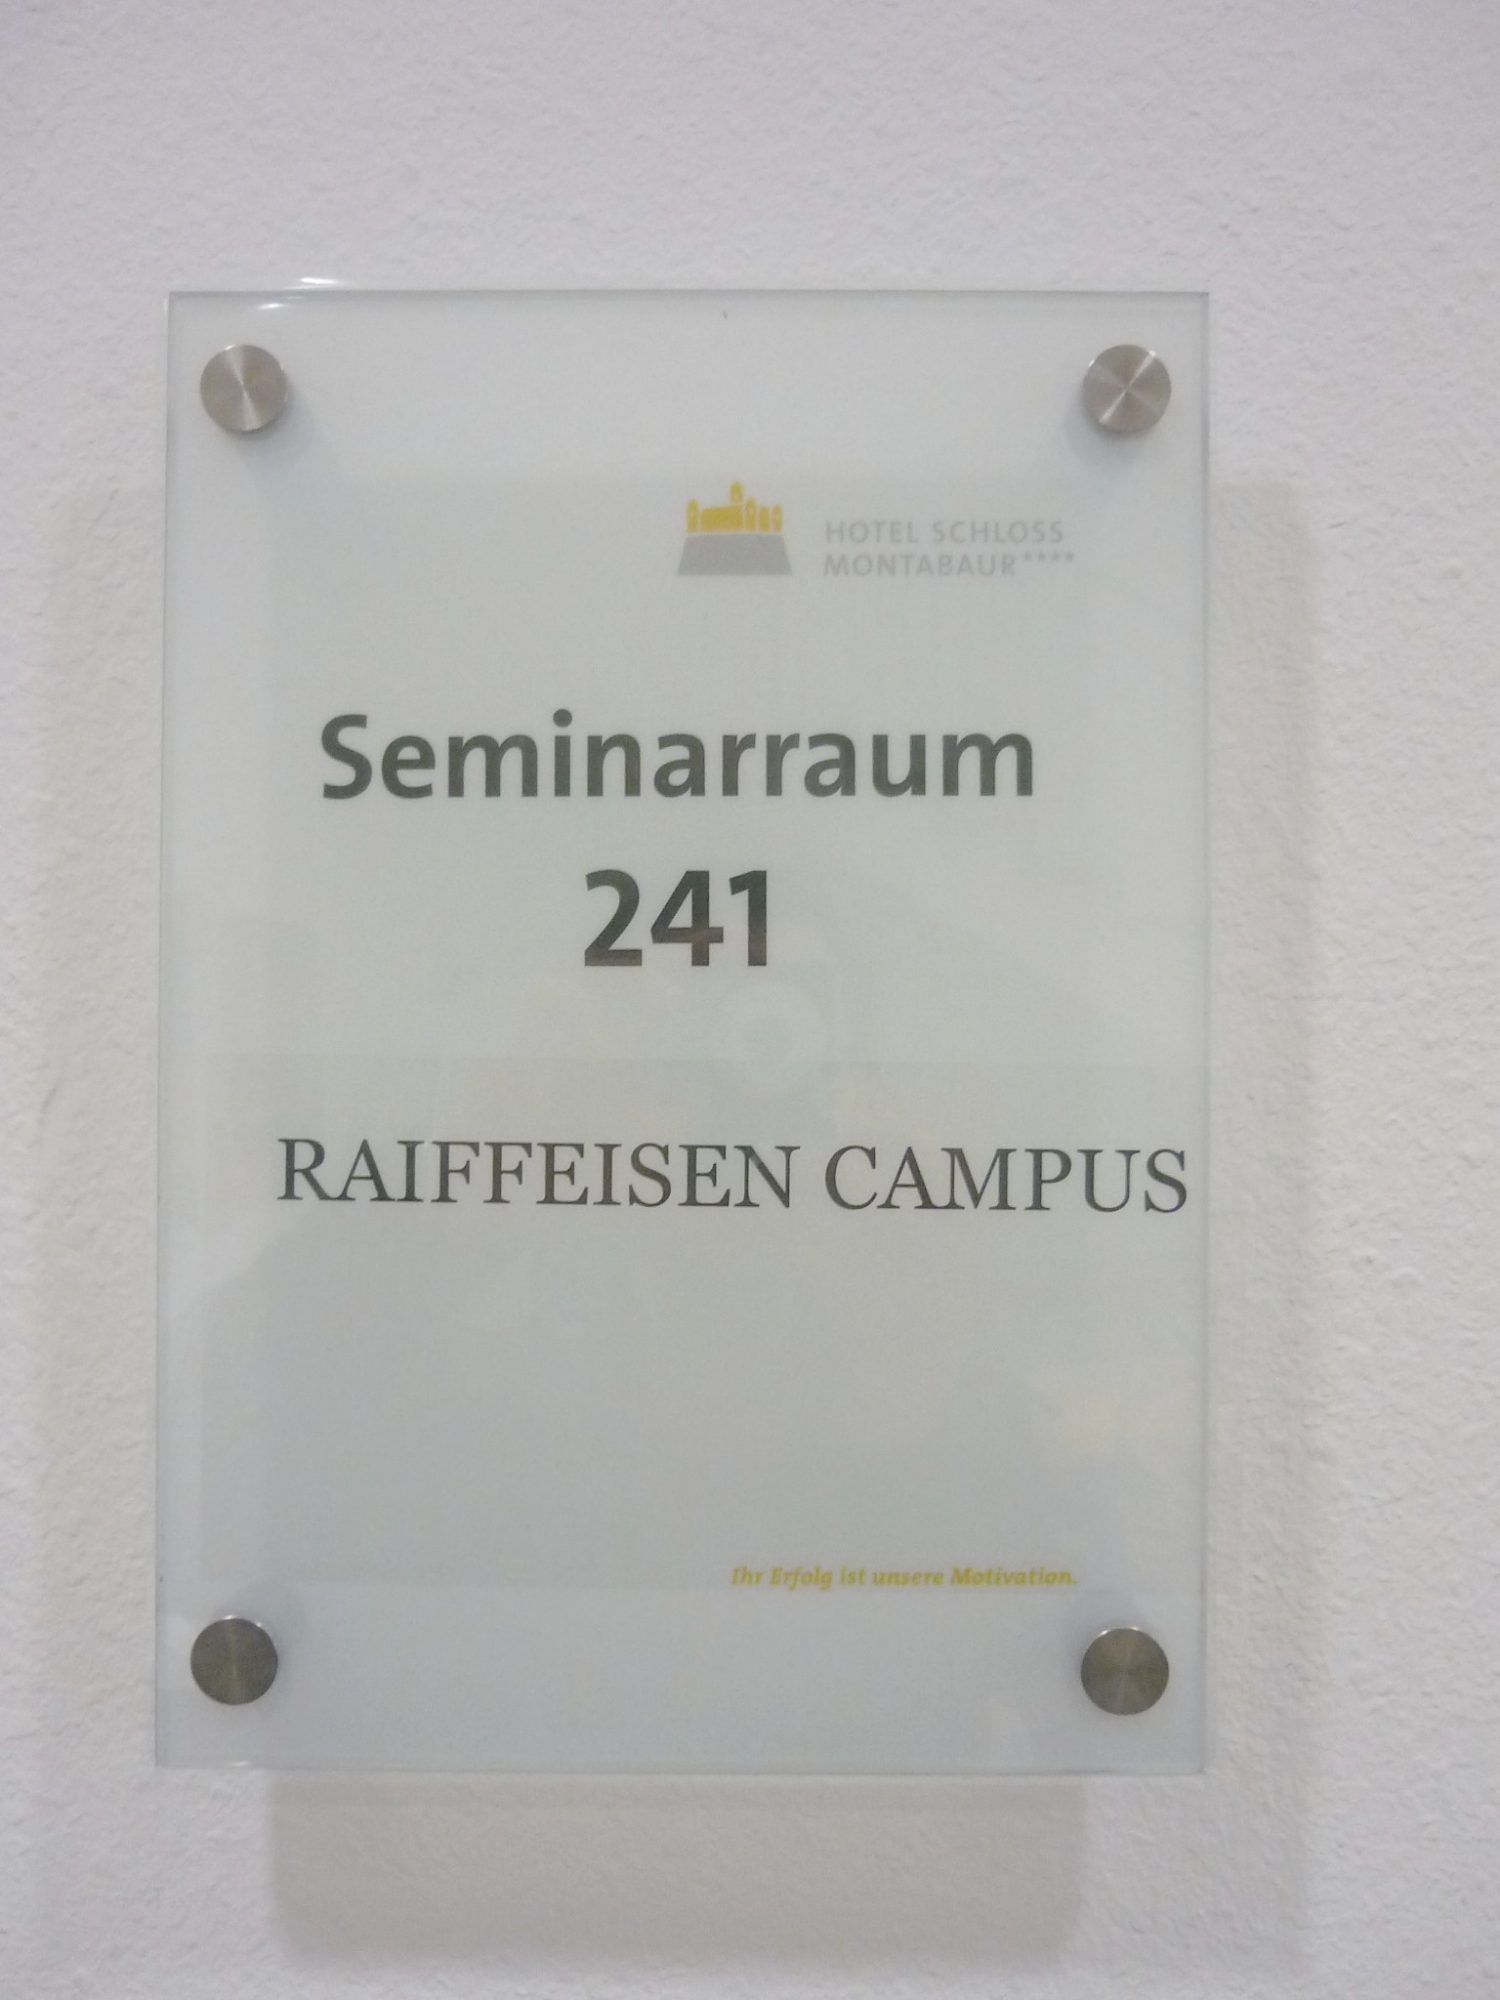 HOTEL SCHLOSS
MONTABAUR****
Seminarraum
241
RAIFFEISEN CAMPUS
Ihr Erfolg ist unsere Motivation.